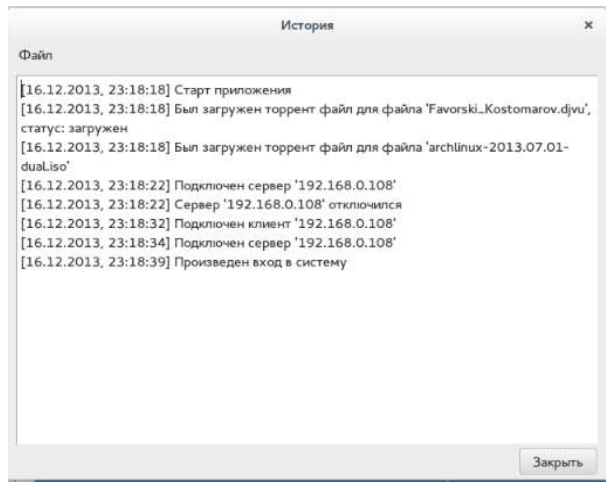 История
×
Файл
[16.12.2013, 23:18:18] Старт приложения
[16.12.2013, 23:18:18] Был загружен торрент файл для файла 'Favorski_Kostomarov.djvu',
статус: загружен
[16.12.2013, 23:18:18] Был загружен торрент файл для файла 'archlinux-2013.07.01-
dual.iso'
[16.12.2013, 23:18:22] Подключен сервер '192.168.0.108'
[16.12.2013, 23:18:22] Сервер '192.168.0.108' отключился
[16.12.2013, 23:18:32] Подключен клиент '192.168.0.108'
[16.12.2013, 23:18:34] Подключен сервер '192.168.0.108'
[16.12.2013, 23:18:39] Произведен вход в систему
Закрыть